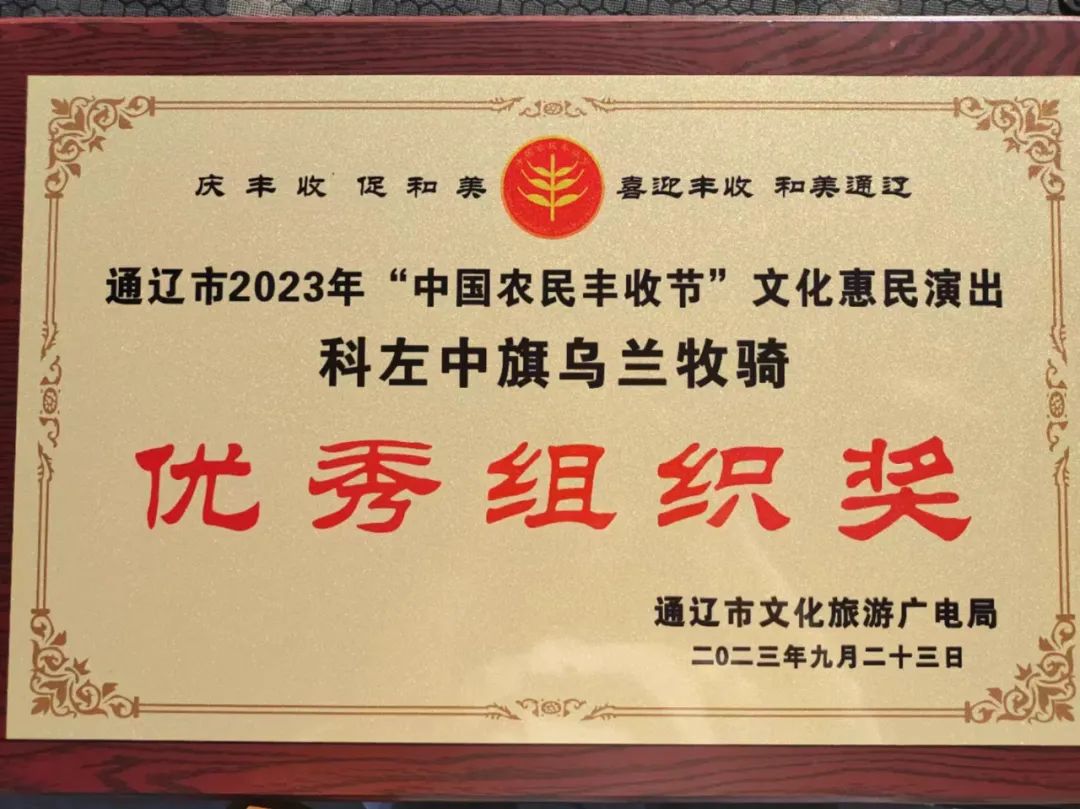 庆丰收 促和美 喜迎丰收 和美通辽
通辽市2023年“中国农民丰收节”文化惠民演出
科左中旗乌兰牧骑
优秀组织奖
通辽市文化旅游广电局
二0二三年九月二十三日